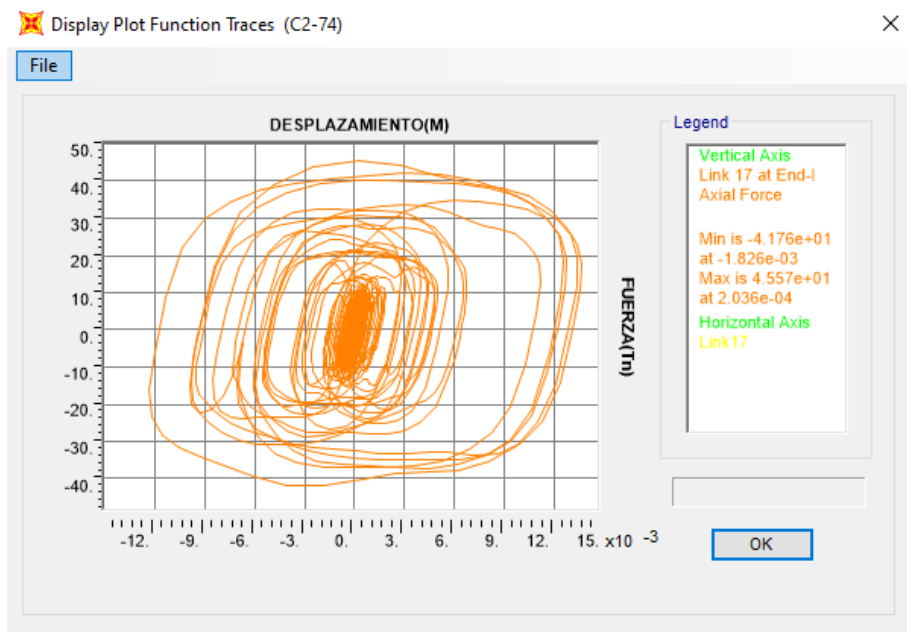 Display Plot Function Traces (C2-74)
File
DESPLAZAMIENTO(M)
Legend
50.
40.
30.
20.
10.
0.
-10.
-20.
-30.
-40.
FUERZA(Tn)
Vertical Axis
Link 17 at End-I
Axial Force
Min is -4.176e+01
at -1.826e-03
Max is 4.557e+01
at 2.036e-04
Horizontal Axis
Link17
-12. -9. -6. -3. 0. 3. 6. 9. 12. 15. x10 -3
OK